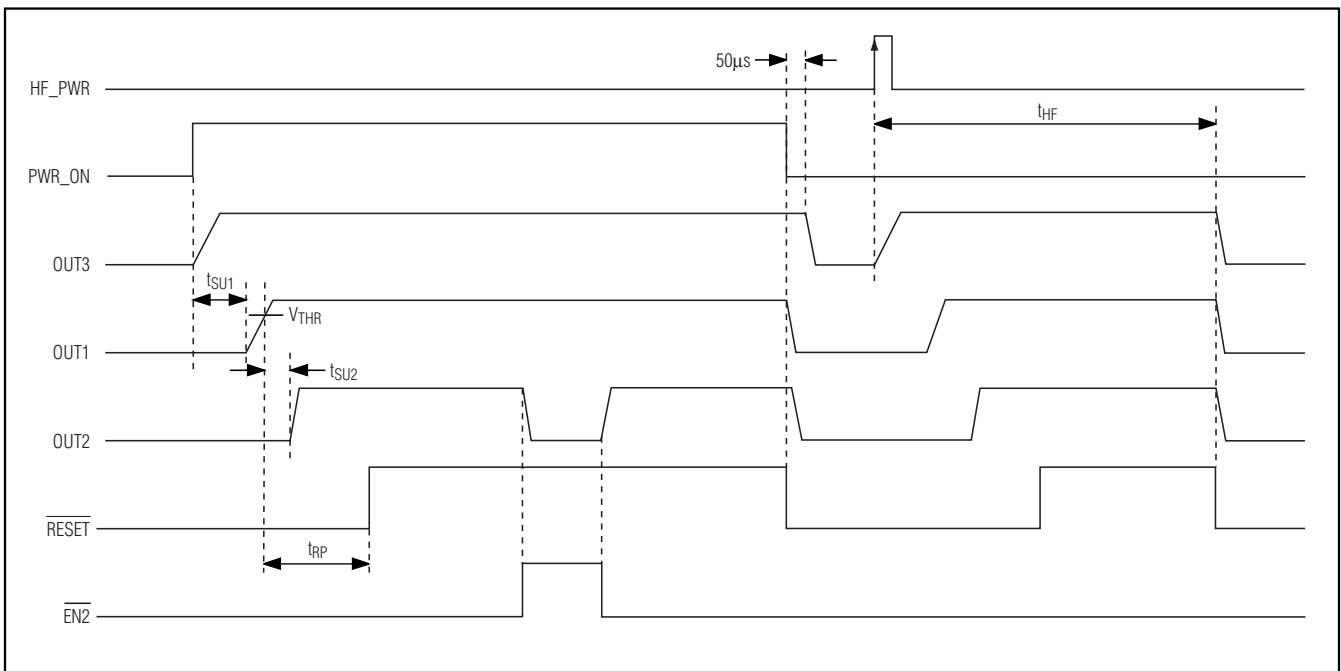 50μs
HF_PWR
tHF
PWR_ON
OUT3
tSU1
VTHR
OUT1
tSU2
OUT2
RESET
tRP
EN2